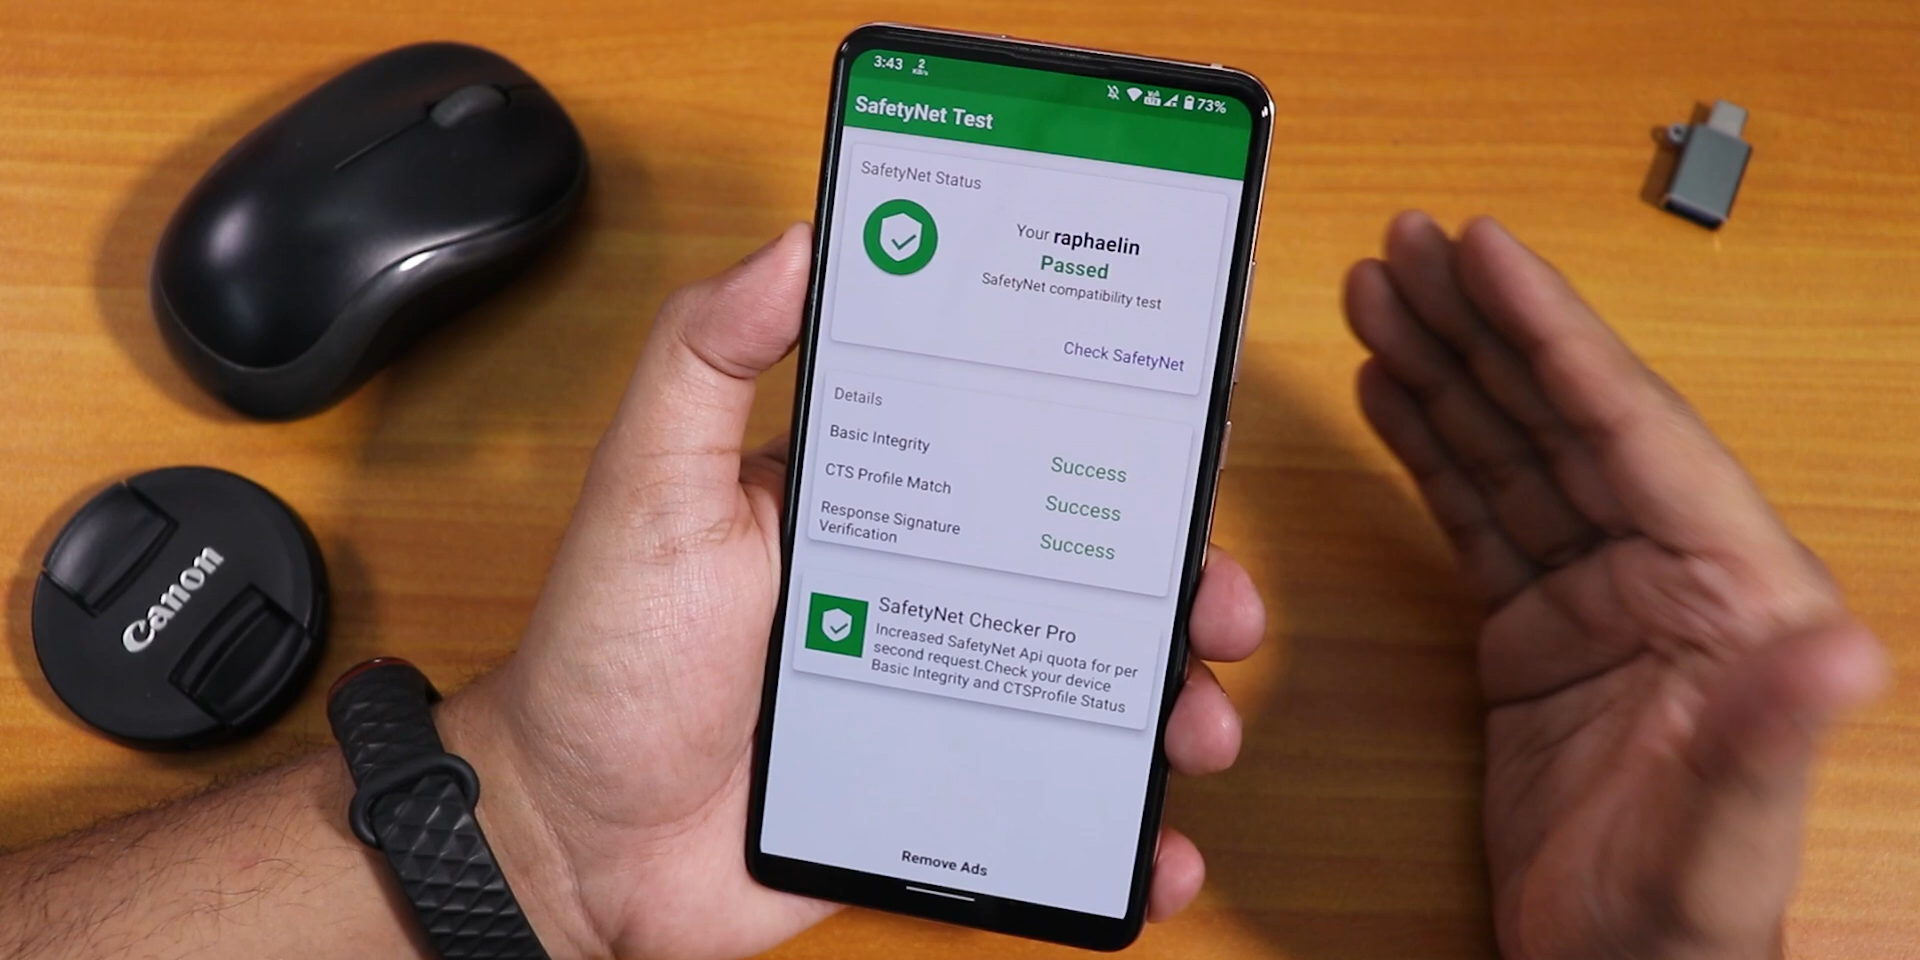 3:43
2
KB/s
73%
SafetyNet Test
SafetyNet Status
Your raphaelin
Passed
SafetyNet compatibility test
Check SafetyNet
Details
Basic Integrity
Success
CTS Profile Match
Success
Response Signature
Verification
Success
SafetyNet Checker Pro
Increased SafetyNet Api quota for per
second request.Check your device
Basic Integrity and CTSProfile Status
Remove Ads
Canon